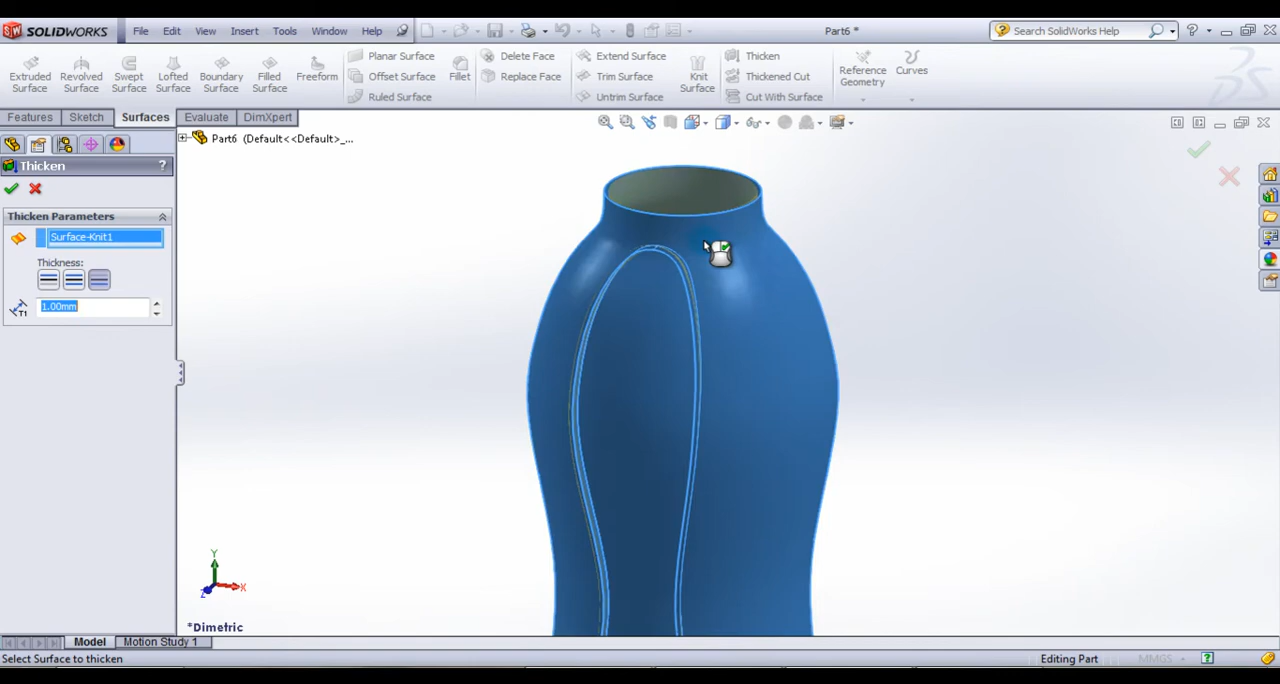 SOLIDWORKS File Edit View Insert Tools Window Help Part6 * Search SolidWorks Help
Extruded Surface
Revolved Surface
Swept Surface
Lofted Surface
Boundary Surface
Filled Surface
Freeform
Planar Surface
Offset Surface
Ruled Surface
Fillet
Delete Face
Replace Face
Extend Surface
Trim Surface
Untrim Surface
Knit Surface
Thicken
Thickened Cut
Cut With Surface
Reference Geometry
Curves
Features Sketch Surfaces Evaluate DimXpert
Part6 (Default<<Default>_...
Thicken ?
Thicken Parameters
Surface-Knit1
Thickness:
T1 1.00mm
Y
X
Z
*Dimetric
Model Motion Study 1
Select Surface to thicken Editing Part MMGS